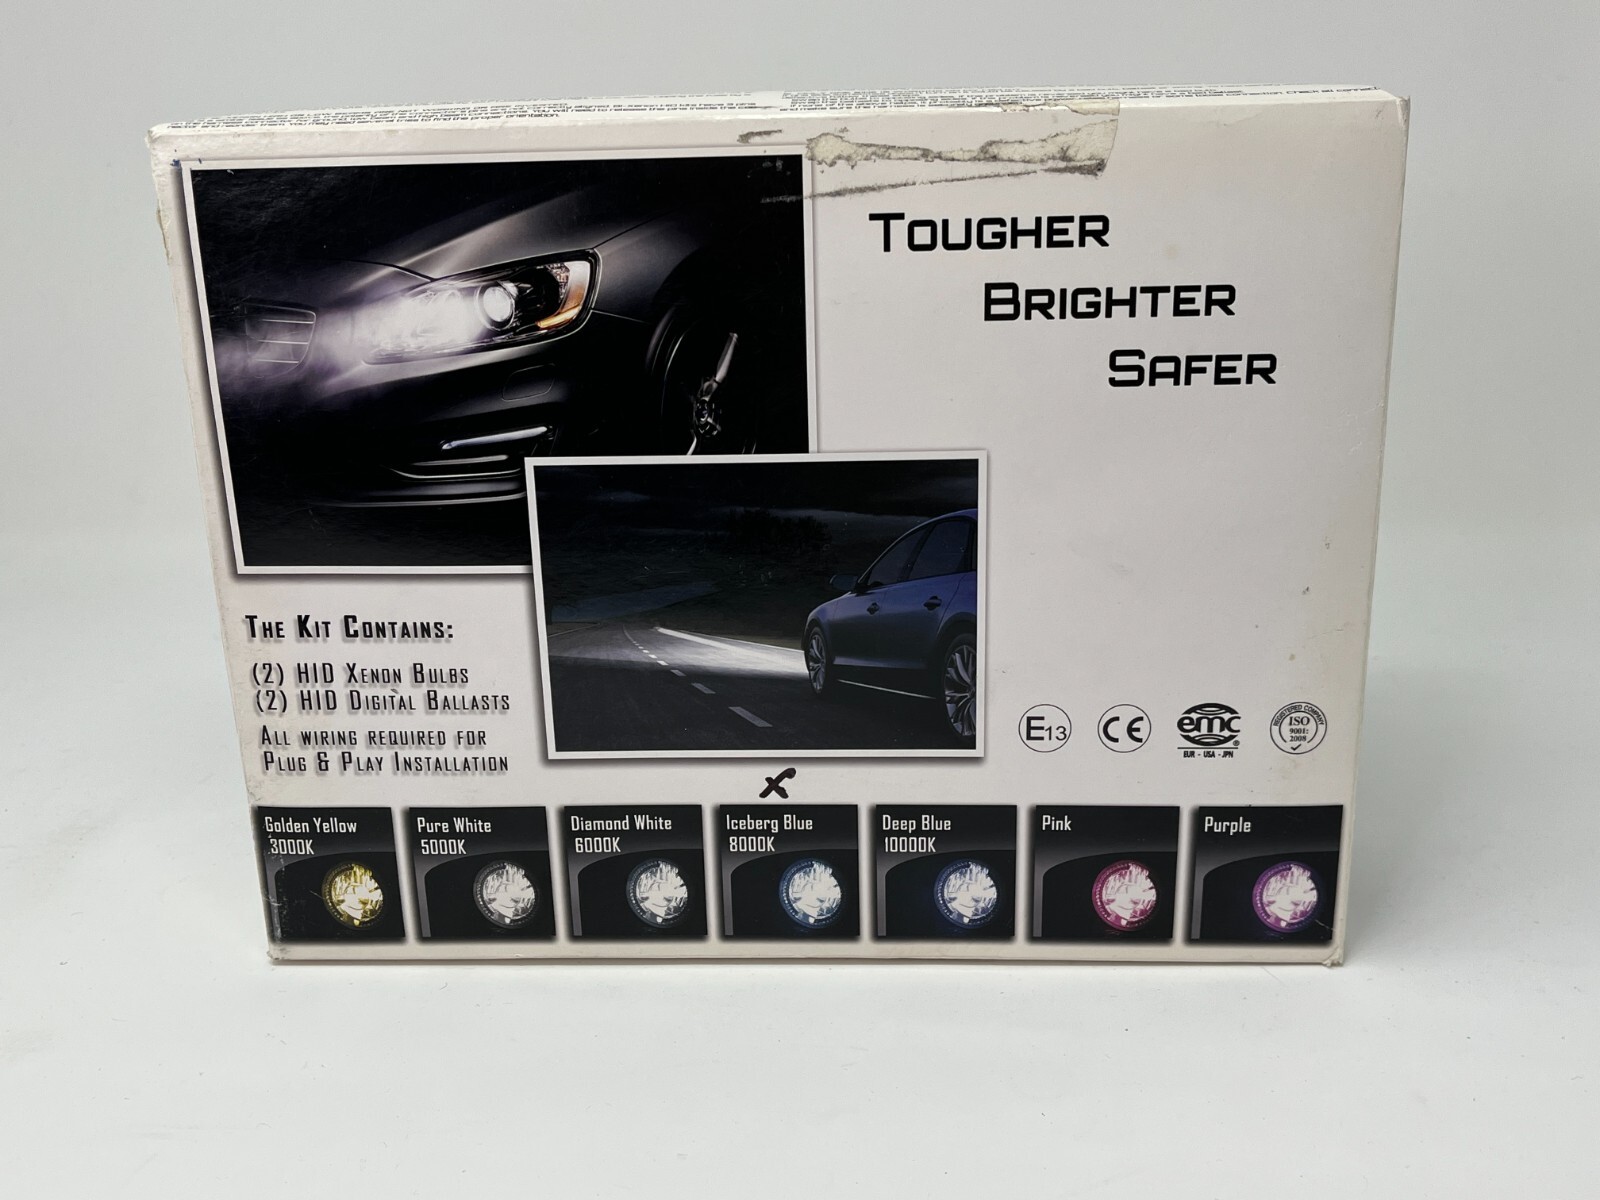 TOUGHER
BRIGHTER
SAFER
THE KIT CONTAINS:
(2) HID XENON BULBS
(2) HID DIGITAL BALLASTS
ALL WIRING REQUIRED FOR
PLUG & PLAY INSTALLATION
E13
CE
emc
EUR - USA - JPN
REGISTERED COMPANY
ISO
9001:
2008
x
Golden Yellow
3000K
Pure White
5000K
Diamond White
6000K
Iceberg Blue
8000K
Deep Blue
10000K
Pink
Purple